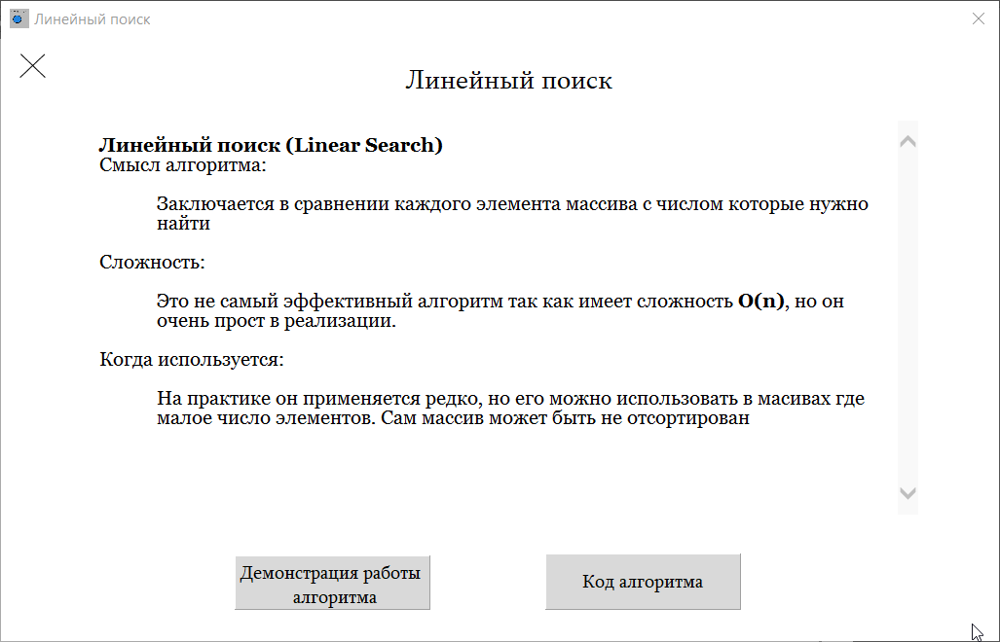 Линейный поиск
Линейный поиск
Линейный поиск (Linear Search)
Смысл алгоритма:
Заключается в сравнении каждого элемента массива с числом которые нужно
найти
Сложность:
Это не самый эффективный алгоритм так как имеет сложность O(n), но он
очень прост в реализации.
Когда используется:
На практике он применяется редко, но его можно использовать в масивах где
малое число элементов. Сам массив может быть не отсортирован
Демонстрация работы
алгоритма
Код алгоритма